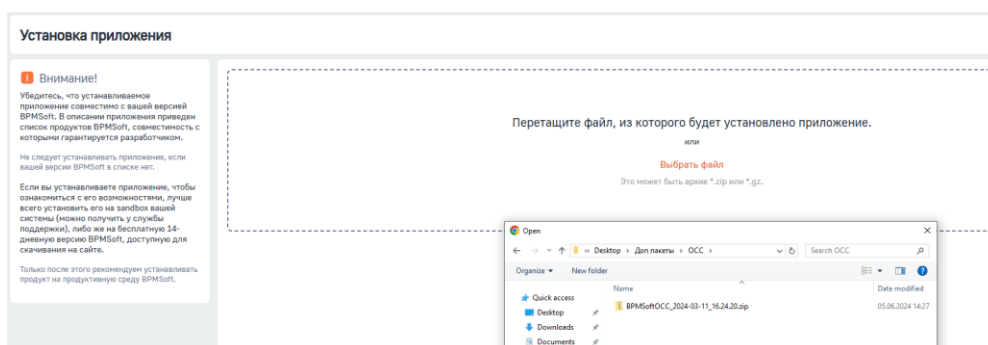 Установка приложения
Внимание!
Убедитесь, что устанавливаемое
приложение совместимо с вашей версией
BPMSoft. В описании приложения приведен
список продуктов BPMSoft, совместимость с
которыми гарантируется разработчиком.
Не следует устанавливать приложение, если
вашей версии BPMSoft в списке нет.
Если вы устанавливаете приложение, чтобы
ознакомиться с его возможностями, лучше
всего установить его на sandbox вашей
системы (можно получить у службы
поддержки), либо же на бесплатную 14-
дневную версию BPMSoft, доступную для
скачивания на сайте.
Только после этого рекомендуем устанавливать
продукт на продуктивную среду BPMSoft.
Перетащите файл, из которого будет установлено приложение.
или
Выбрать файл
Это может быть архив *.zip или *.gz.
Open
« Desktop › Доп пакеты › OCC ›
Search OCC
Organize
New folder
Name
Date modified
Quick access
Desktop
Downloads
Documents
BPMSoftOCC_2024-03-11_16.24.20.zip
05.06.2024 14:27